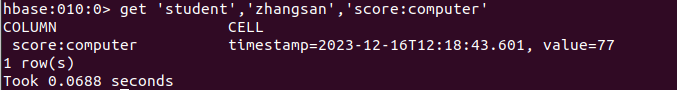 hbase:010:0> get 'student','zhangsan','score:computer'
COLUMN                     CELL
 score:computer            timestamp=2023-12-16T12:18:43.601, value=77
1 row(s)
Took 0.0688 seconds